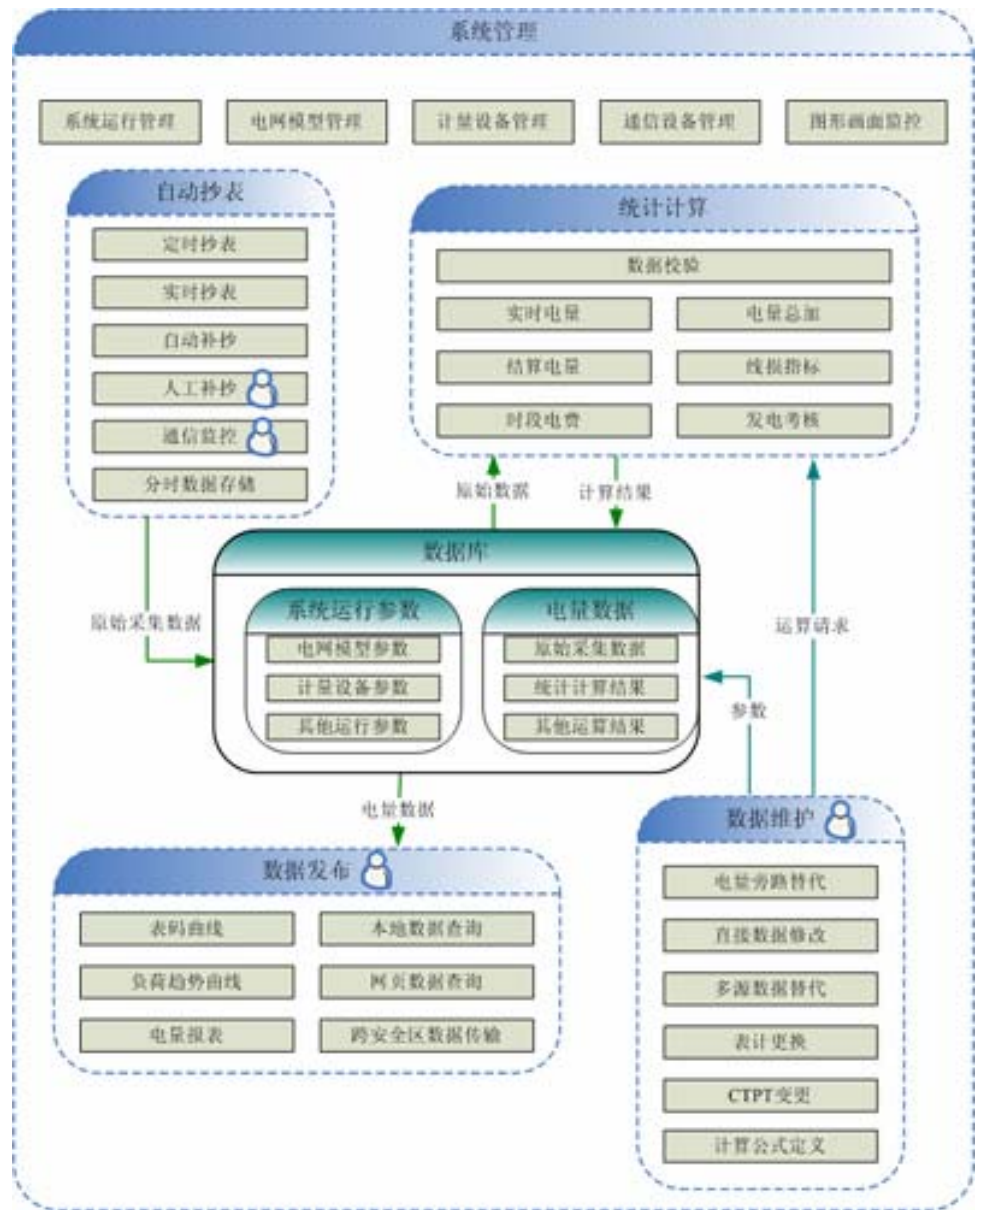 系统管理
系统运行管理
电网模型管理
计量设备管理
通信设备管理
图形画面监控
自动抄表
定时抄表
实时抄表
自动补抄
人工补抄
通信监控
分时数据存储
统计计算
数据校验
实时电量
电量总加
结算电量
线损指标
时段电费
发电考核
原始数据
计算结果
原始采集数据
数据库
系统运行参数
电网模型参数
计量设备参数
其他运行参数
电量数据
原始采集数据
统计计算结果
其他运算结果
运算请求
参数
电量数据
数据发布
表码曲线
本地数据查询
负荷趋势曲线
网页数据查询
电量报表
跨安全区数据传输
数据维护
电量旁路替代
直接数据修改
多源数据替代
表计更换
CTPT变更
计算公式定义